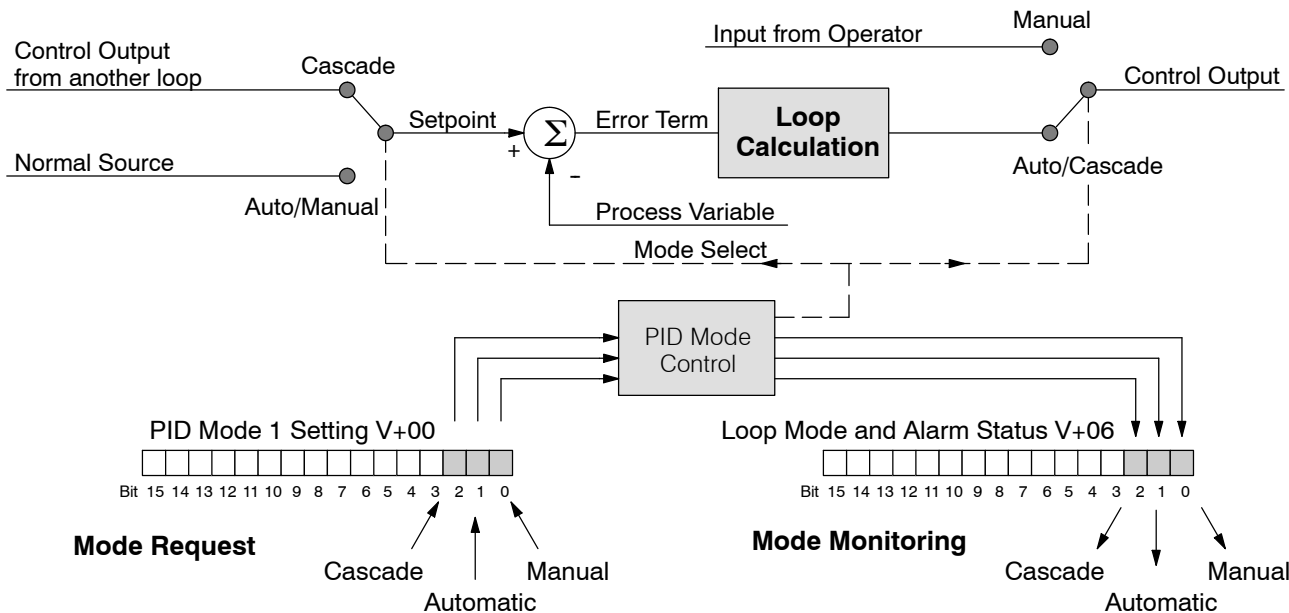 Manual
Input from Operator
Control Output
from another loop
Cascade
Control Output
Setpoint
+
Σ
-
Error Term
Loop
Calculation
Normal Source
Auto/Manual
Auto/Cascade
Process Variable
Mode Select
PID Mode
Control
PID Mode 1 Setting V+00
Bit 15 14 13 12 11 10 9 8 7 6 5 4 3 2 1 0
Mode Request
Cascade
Manual
Automatic
Loop Mode and Alarm Status V+06
Bit 15 14 13 12 11 10 9 8 7 6 5 4 3 2 1 0
Mode Monitoring
Cascade
Manual
Automatic